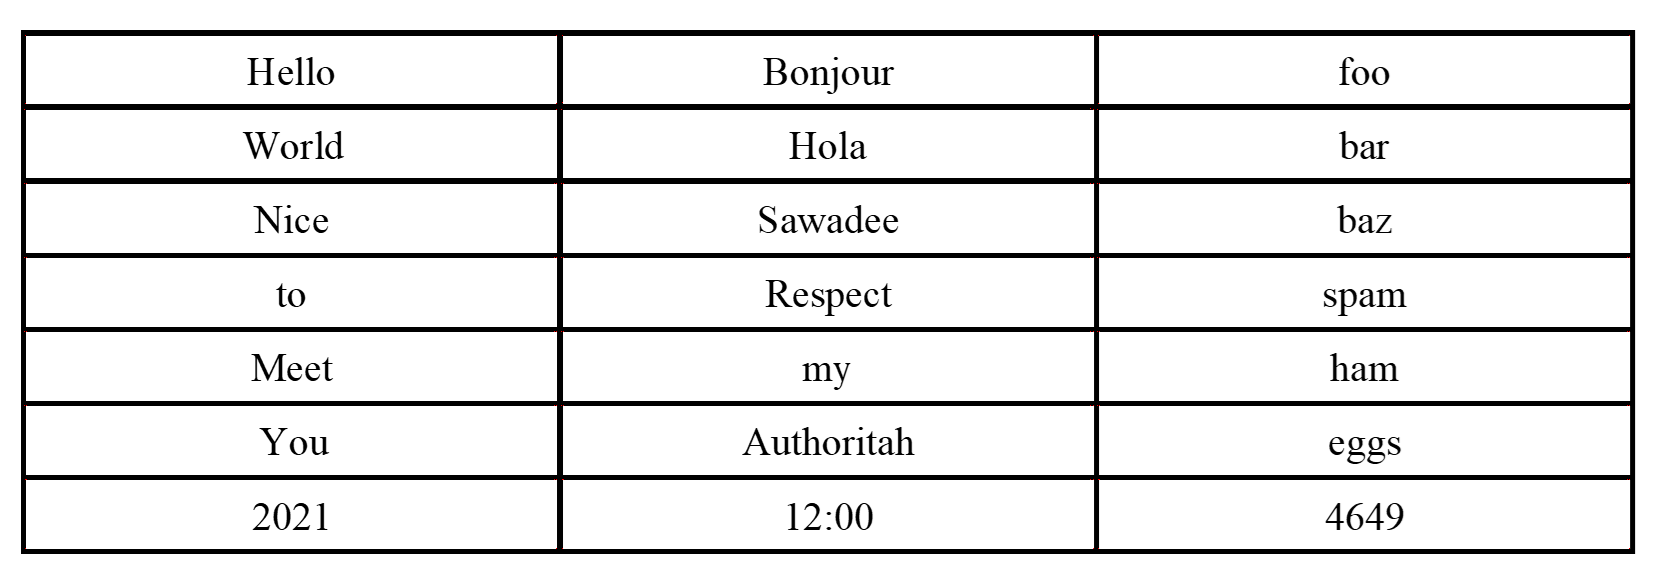 Hello Bonjour foo
World Hola bar
Nice Sawadee baz
to Respect spam
Meet my ham
You Authoritah eggs
2021 12:00 4649